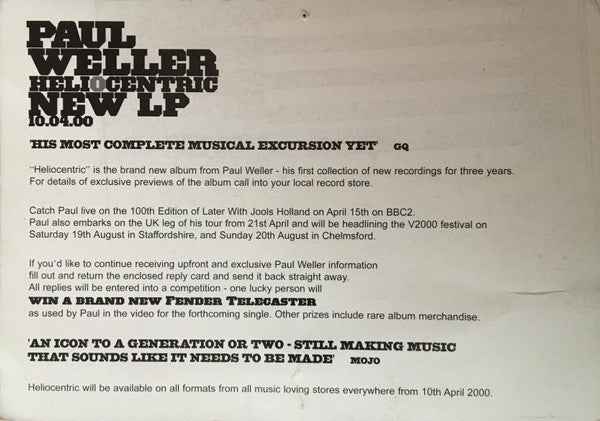 PAUL
WELLER
HELIOCENTRIC
NEW LP
10.04.00
'HIS MOST COMPLETE MUSICAL EXCURSION YET' GQ
"Heliocentric" is the brand new album from Paul Weller - his first collection of new recordings for three years.
For details of exclusive previews of the album call into your local record store.
Catch Paul live on the 100th Edition of Later With Jools Holland on April 15th on BBC2.
Paul also embarks on the UK leg of his tour from 21st April and will be headlining the V2000 festival on
Saturday 19th August in Staffordshire, and Sunday 20th August in Chelmsford.
If you'd like to continue receiving upfront and exclusive Paul Weller information
fill out and return the enclosed reply card and send it back straight away.
All replies will be entered into a competition - one lucky person will
WIN A BRAND NEW FENDER TELECASTER
as used by Paul in the video for the forthcoming single. Other prizes include rare album merchandise.
'AN ICON TO A GENERATION OR TWO - STILL MAKING MUSIC
THAT SOUNDS LIKE IT NEEDS TO BE MADE' MOJO
Heliocentric will be available on all formats from all music loving stores everywhere from 10th April 2000.